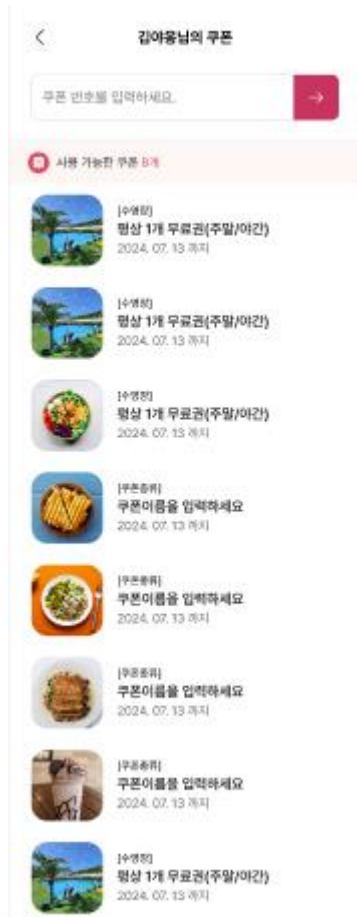 김야옹님의 쿠폰
쿠폰 번호를 입력하세요.
사용 가능한 쿠폰 8개
[수영장]
평상 1개 무료권(주말/야간)
2024. 07. 13 까지
[수영장]
평상 1개 무료권(주말/야간)
2024. 07. 13 까지
[수영장]
평상 1개 무료권(주말/야간)
2024. 07. 13 까지
[쿠폰종류]
쿠폰이름을 입력하세요
2024. 07. 13 까지
[쿠폰종류]
쿠폰이름을 입력하세요
2024. 07. 13 까지
[쿠폰종류]
쿠폰이름을 입력하세요
2024. 07. 13 까지
[쿠폰종류]
쿠폰이름을 입력하세요
2024. 07. 13 까지
[수영장]
평상 1개 무료권(주말/야간)
2024. 07. 13 까지